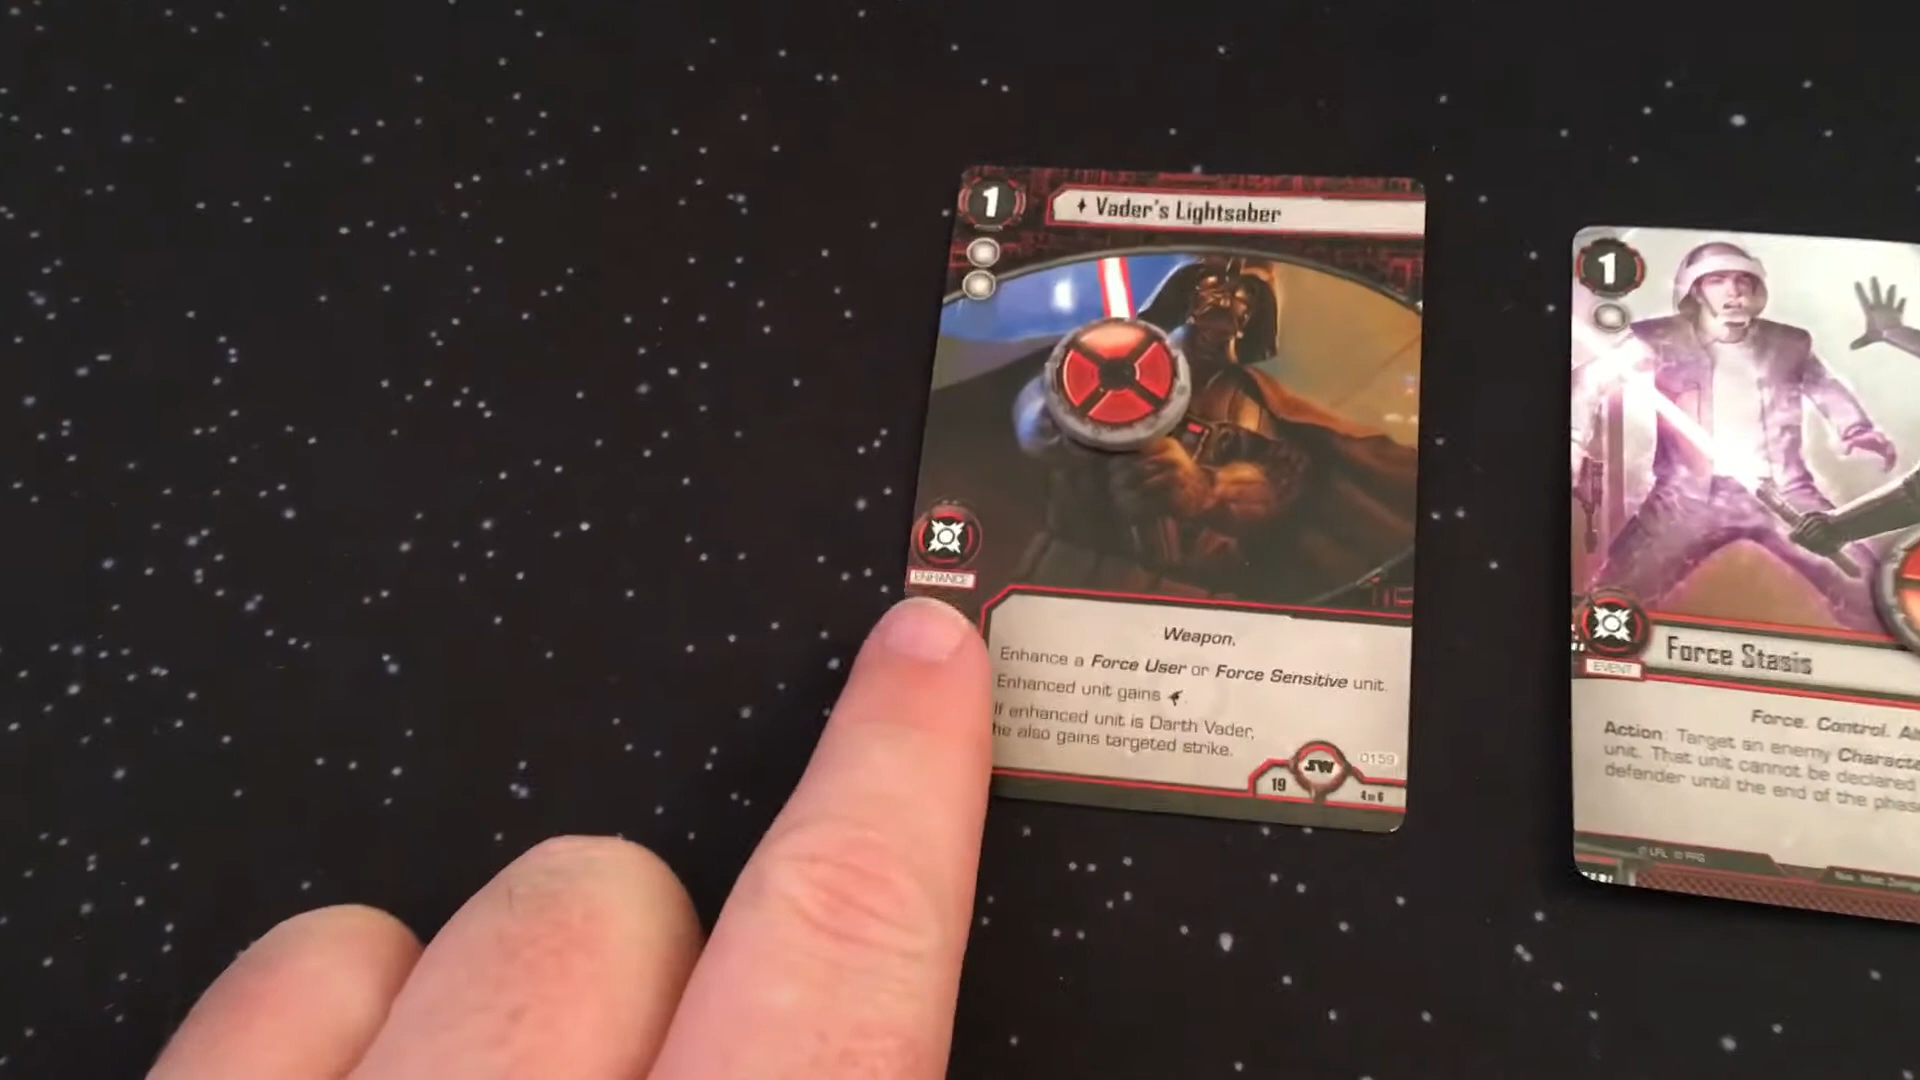 1
Vader's Lightsaber
ENHANCE
Weapon.
Enhance a Force User or Force Sensitive unit.
Enhanced unit gains
If enhanced unit is Darth Vader,
he also gains targeted strike.
19
SW
0159
4 of 6
1
EVENT
Force Stasis
Force. Control.
Action: Target an enemy
unit. That unit cannot be declared
defender until the end of the phase
© LFL © FFG